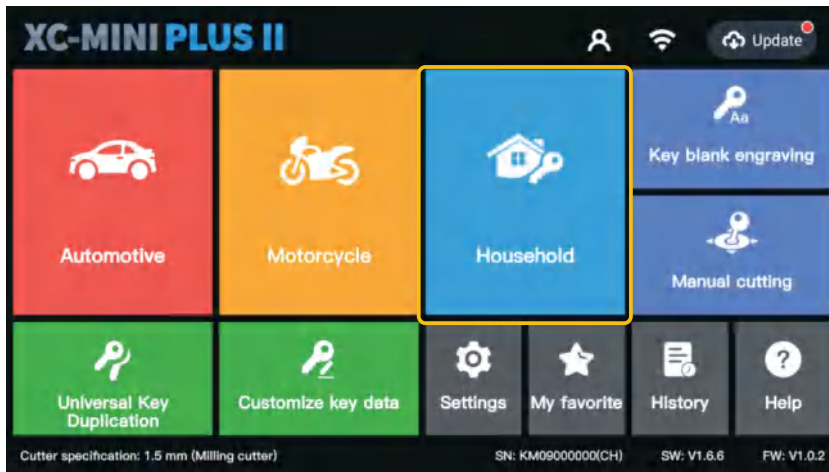 XC-MINI PLUS II
Update
Automotive
Motorcycle
Household
Aa
Key blank engraving
Manual cutting
Universal Key
Duplication
Customize key data
Settings
My favorite
History
?
Help
Cutter specification: 1.5 mm (Milling cutter)
SN: KM09000000(CH)
SW: V1.6.6
FW: V1.0.2